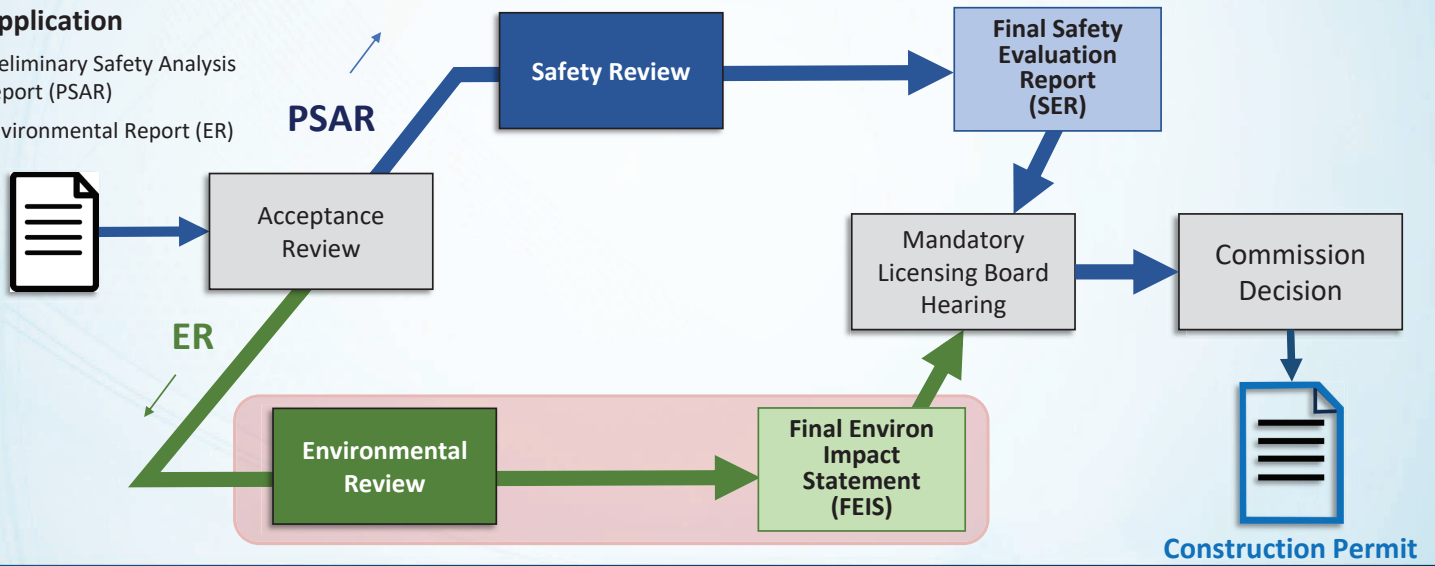 pplication
eliminary Safety Analysis
eport (PSAR)
vironmental Report (ER)
PSAR
Safety Review
Final Safety
Evaluation
Report
(SER)
Acceptance
Review
Mandatory
Licensing Board
Hearing
Commission
Decision
ER
Environmental
Review
Final Environ
Impact
Statement
(FEIS)
Construction Permit